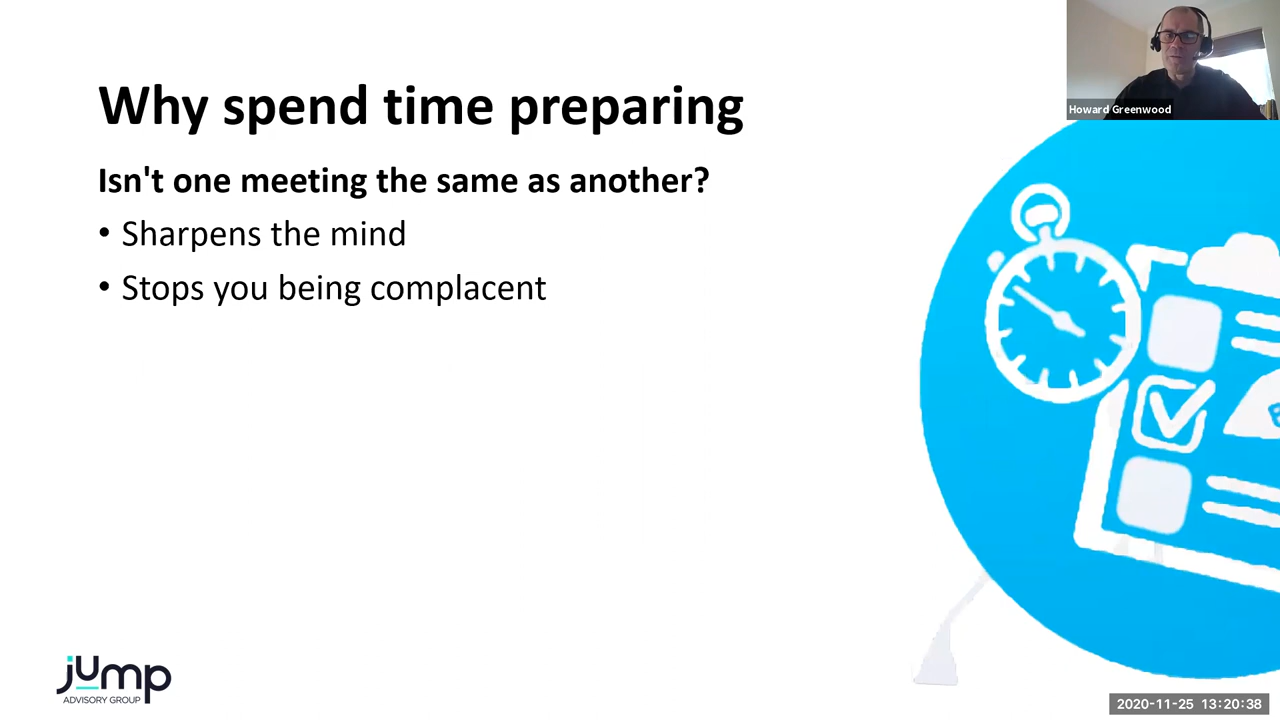 Howard Greenwood
Why spend time preparing
Isn't one meeting the same as another?
• Sharpens the mind
• Stops you being complacent
jump
ADVISORY GROUP
2020-11-25 13:20:38